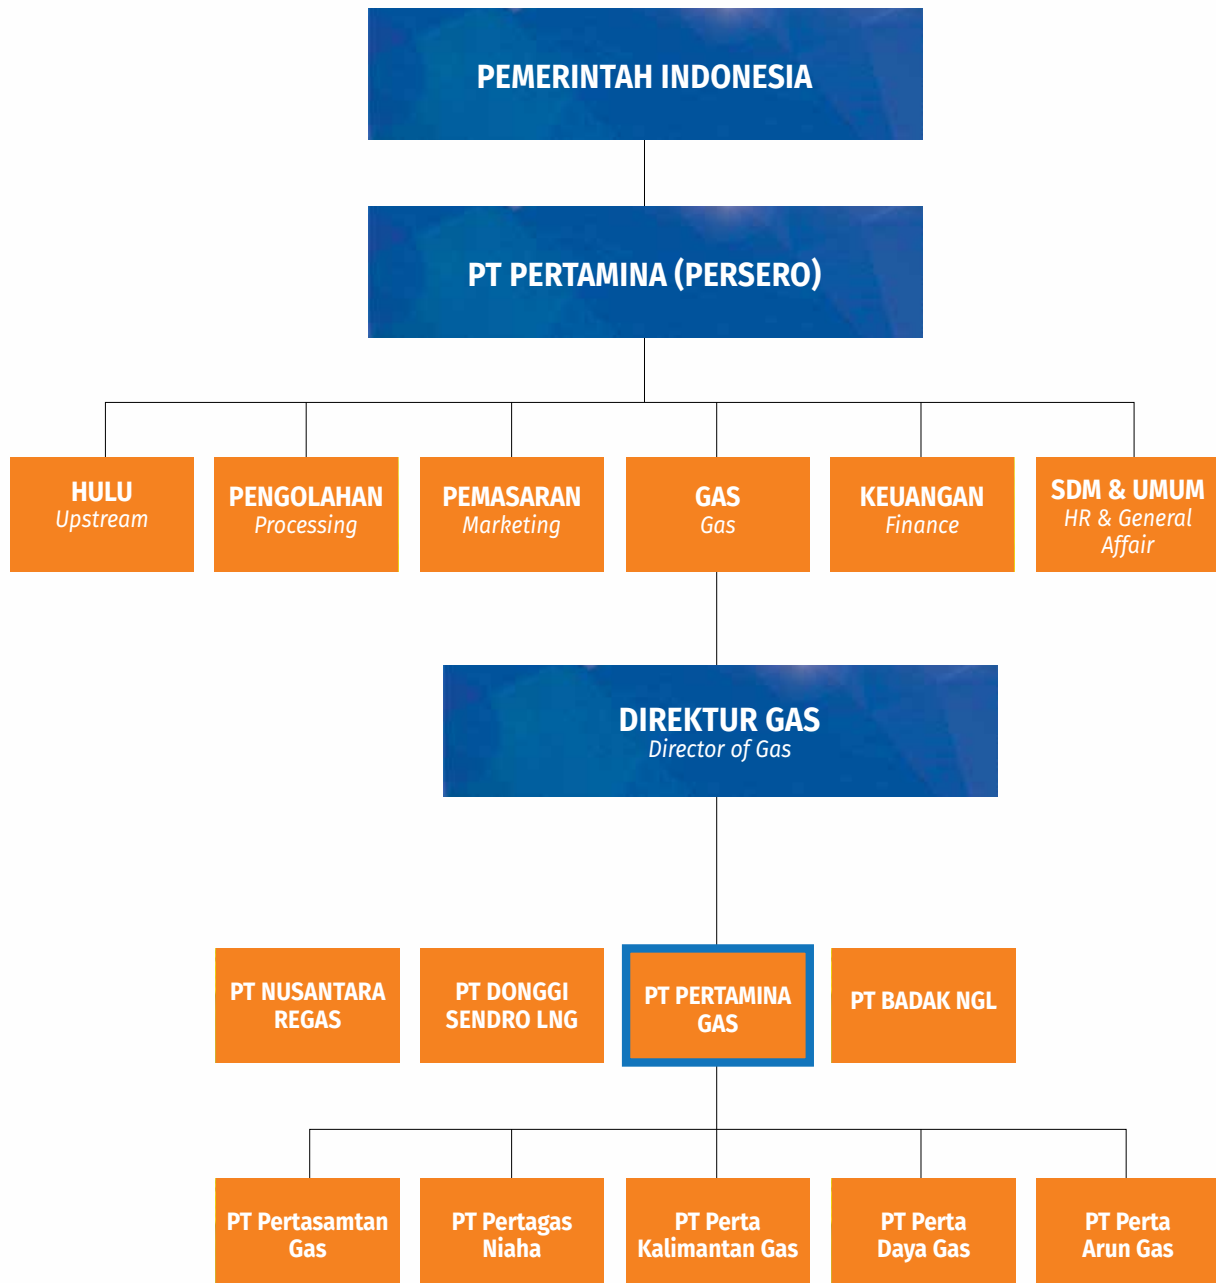 PEMERINTAH INDONESIA
PT PERTAMINA (PERSERO)
HULU
Upstream
PENGOLAHAN
Processing
PEMASARAN
Marketing
GAS
Gas
KEUANGAN
Finance
SDM & UMUM
HR & General
Affair
DIREKTUR GAS
Director of Gas
PT NUSANTARA
REGAS
PT DONGGI
SENDRO LNG
PT PERTAMINA
GAS
PT BADAK NGL
PT Pertasamtan
Gas
PT Pertagas
Niaha
PT Perta
Kalimantan Gas
PT Perta
Daya Gas
PT Perta
Arun Gas